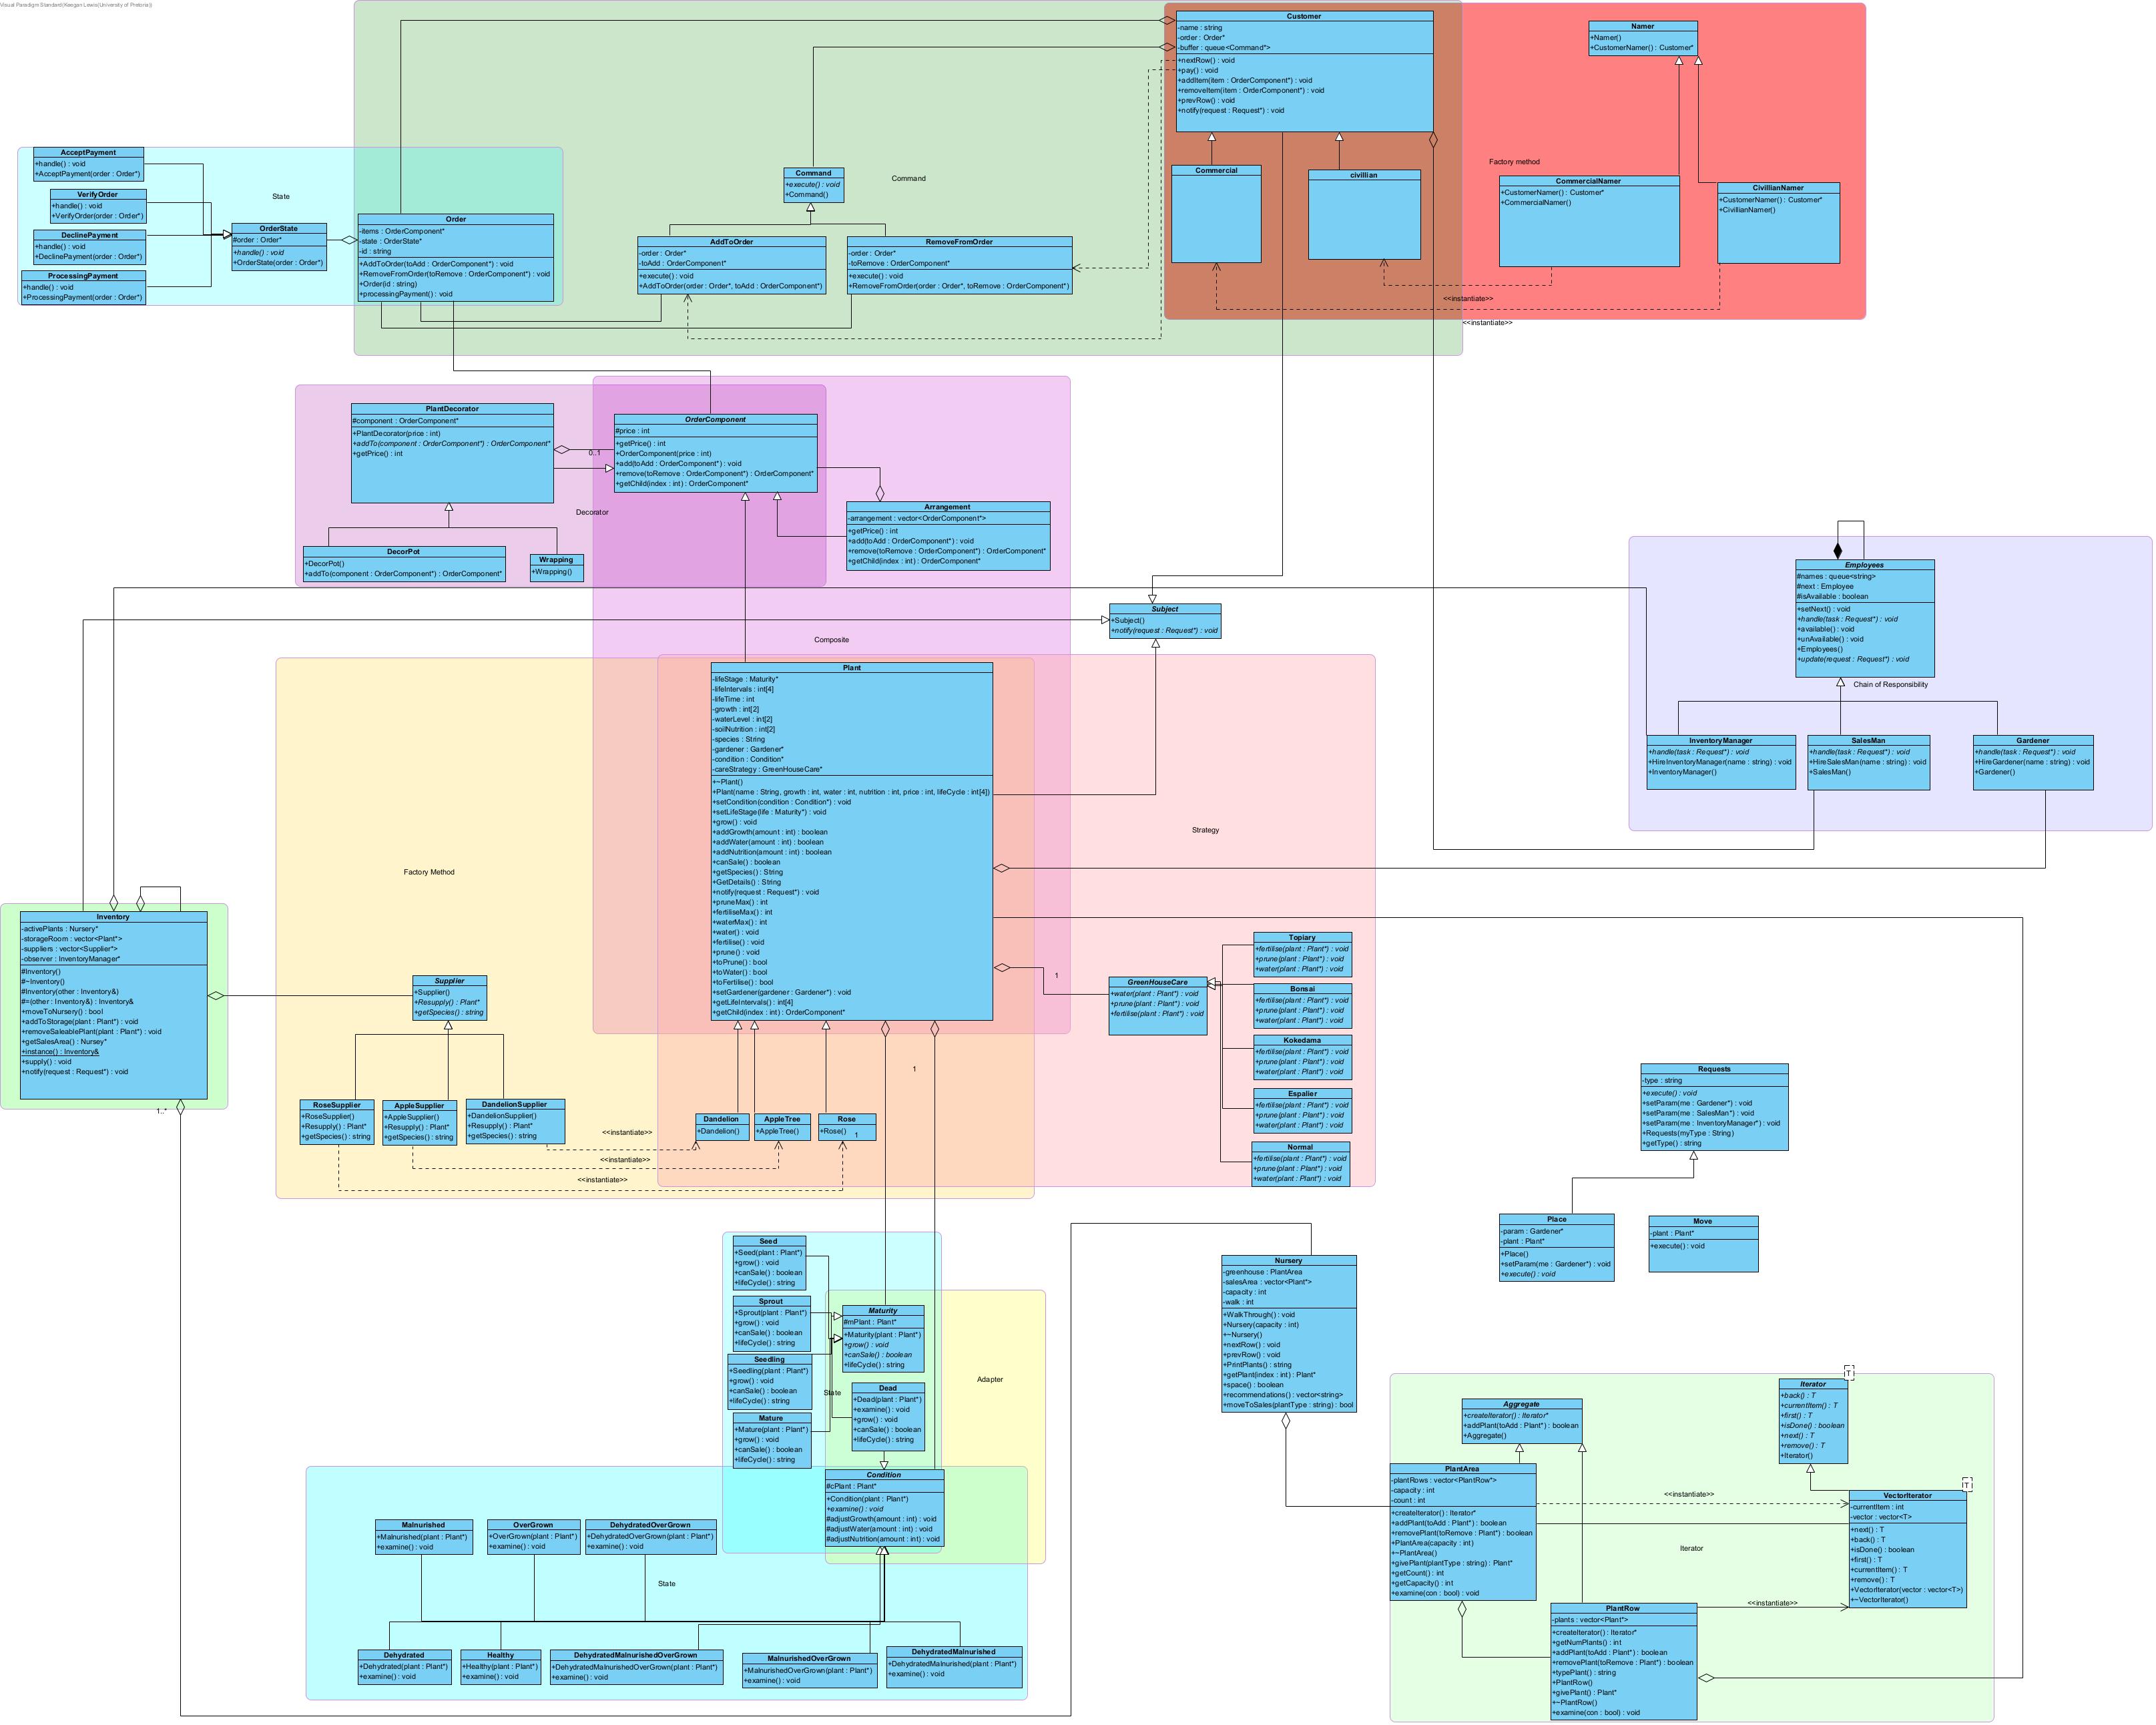 Visual Paradigm Standard(Keegan Lewis(University of Pretoria))
Customer
-name : string
-order : Order*
-buffer : queue<Command*>
+nextRow() : void
+pay() : void
+addItem(item : OrderComponent*) : void
+removeItem(item : OrderComponent*) : void
+prevRow() : void
+notify(request : Request*) : void
Namer
+Namer()
+CustomerNamer() : Customer*
Factory method
Commercial
civillian
CommercialNamer
+CustomerNamer() : Customer*
+CommercialNamer()
CivillianNamer
+CustomerNamer() : Customer*
+CivillianNamer()
<<instantiate>>
<<instantiate>>
AcceptPayment
+handle() : void
+AcceptPayment(order : Order*)
VerifyOrder
+handle() : void
+VerifyOrder(order : Order*)
DeclinePayment
+handle() : void
+DeclinePayment(order : Order*)
ProcessingPayment
+handle() : void
+ProcessingPayment(order : Order*)
State
OrderState
#order : Order*
+handle() : void
+OrderState(order : Order*)
Order
-items : OrderComponent*
-state : OrderState*
-id : string
+AddToOrder(toAdd : OrderComponent*) : void
+RemoveFromOrder(toRemove : OrderComponent*) : void
+Order(id : string)
+processingPayment() : void
Command
+execute() : void
+Command()
Command
AddToOrder
-order : Order*
-toAdd : OrderComponent*
+execute() : void
+AddToOrder(order : Order*, toAdd : OrderComponent*)
RemoveFromOrder
-order : Order*
-toRemove : OrderComponent*
+execute() : void
+RemoveFromOrder(order : Order*, toRemove : OrderComponent*)
PlantDecorator
#component : OrderComponent*
+PlantDecorator(price : int)
+addTo(component : OrderComponent*) : OrderComponent*
+getPrice() : int
0..1
OrderComponent
#price : int
+getPrice() : int
+OrderComponent(price : int)
+add(toAdd : OrderComponent*) : void
+remove(toRemove : OrderComponent*) : OrderComponent*
+getChild(index : int) : OrderComponent*
Decorator
Arrangement
-arrangement : vector<OrderComponent*>
+getPrice() : int
+add(toAdd : OrderComponent*) : void
+remove(toRemove : OrderComponent*) : OrderComponent*
+getChild(index : int) : OrderComponent*
DecorPot
+DecorPot()
+addTo(component : OrderComponent*) : OrderComponent*
Wrapping
+Wrapping()
Subject
+Subject()
+notify(request : Request*) : void
Composite
Employees
#names : queue<string>
#next : Employee
#isAvailable : boolean
+setNext() : void
+handle(task : Request*) : void
+available() : void
+unAvailable() : void
+Employees()
+update(request : Request*) : void
Chain of Responsibility
InventoryManager
+handle(task : Request*) : void
+HireInventoryManager(name : string) : void
+InventoryManager()
SalesMan
+handle(task : Request*) : void
+HireSalesMan(name : string) : void
+SalesMan()
Gardener
+handle(task : Request*) : void
+HireGardener(name : string) : void
+Gardener()
Plant
-lifeStage : Maturity*
-lifeIntervals : int[4]
-lifeTime : int
-growth : int[2]
-waterLevel : int[2]
-soilNutrition : int[2]
-species : String
-gardener : Gardener*
-condition : Condition*
-careStrategy : GreenHouseCare*
+~Plant()
+Plant(name : String, growth : int, water : int, nutrition : int, price : int, lifeCycle : int[4])
+setCondition(condition : Condition*) : void
+setLifeStage(life : Maturity*) : void
+grow() : void
+addGrowth(amount : int) : boolean
+addWater(amount : int) : boolean
+addNutrition(amount : int) : boolean
+canSale() : boolean
+getSpecies() : String
+GetDetails() : String
+notify(request : Request*) : void
+pruneMax() : int
+fertiliseMax() : int
+waterMax() : int
+water() : void
+fertilise() : void
+prune() : void
+toPrune() : bool
+toWater() : bool
+toFertilise() : bool
+setGardener(gardener : Gardener*) : void
+getLifeIntervals() : int[4]
+getChild(index : int) : OrderComponent*
Strategy
Factory Method
Inventory
-activePlants : Nursery*
-storageRoom : vector<Plant*>
-suppliers : vector<Supplier*>
-observer : InventoryManager*
#Inventory()
#~Inventory()
#Inventory(other : Inventory&)
#=(other : Inventory&) : Inventory&
+moveToNursery() : bool
+addToStorage(plant : Plant*) : void
+removeSaleablePlant(plant : Plant*) : void
+getSalesArea() : Nursey*
+instance() : Inventory&
+supply() : void
+notify(request : Request*) : void
1..*
Supplier
+Supplier()
+Resupply() : Plant*
+getSpecies() : string
RoseSupplier
+RoseSupplier()
+Resupply() : Plant*
+getSpecies() : string
AppleSupplier
+AppleSupplier()
+Resupply() : Plant*
+getSpecies() : string
DandelionSupplier
+DandelionSupplier()
+Resupply() : Plant*
+getSpecies() : string
<<instantiate>>
<<instantiate>>
<<instantiate>>
Dandelion
+Dandelion()
AppleTree
+AppleTree()
Rose
+Rose()
1
1
1
GreenHouseCare
+water(plant : Plant*) : void
+prune(plant : Plant*) : void
+fertilise(plant : Plant*) : void
Topiary
+fertilise(plant : Plant*) : void
+prune(plant : Plant*) : void
+water(plant : Plant*) : void
Bonsai
+fertilise(plant : Plant*) : void
+prune(plant : Plant*) : void
+water(plant : Plant*) : void
Kokedama
+fertilise(plant : Plant*) : void
+prune(plant : Plant*) : void
+water(plant : Plant*) : void
Espalier
+fertilise(plant : Plant*) : void
+prune(plant : Plant*) : void
+water(plant : Plant*) : void
Normal
+fertilise(plant : Plant*) : void
+prune(plant : Plant*) : void
+water(plant : Plant*) : void
Requests
-type : string
+execute() : void
+setParam(me : Gardener*) : void
+setParam(me : SalesMan*) : void
+setParam(me : InventoryManager*) : void
+Requests(myType : String)
+getType() : string
Place
-param : Gardener*
-plant : Plant*
+Place()
+setParam(me : Gardener*) : void
+execute() : void
Move
-plant : Plant*
+execute() : void
Seed
+Seed(plant : Plant*)
+grow() : void
+canSale() : boolean
+lifeCycle() : string
Sprout
+Sprout(plant : Plant*)
+grow() : void
+canSale() : boolean
+lifeCycle() : string
Seedling
+Seedling(plant : Plant*)
+grow() : void
+canSale() : boolean
+lifeCycle() : string
Mature
+Mature(plant : Plant*)
+grow() : void
+canSale() : boolean
+lifeCycle() : string
State
Maturity
#mPlant : Plant*
+Maturity(plant : Plant*)
+grow() : void
+canSale() : boolean
+lifeCycle() : string
Adapter
Dead
+Dead(plant : Plant*)
+examine() : void
+grow() : void
+canSale() : boolean
+lifeCycle() : string
Condition
#cPlant : Plant*
+Condition(plant : Plant*)
+examine() : void
#adjustGrowth(amount : int) : void
#adjustWater(amount : int) : void
#adjustNutrition(amount : int) : void
Malnurished
+Malnurished(plant : Plant*)
+examine() : void
OverGrown
+OverGrown(plant : Plant*)
+examine() : void
DehydratedOverGrown
+DehydratedOverGrown(plant : Plant*)
+examine() : void
State
Dehydrated
+Dehydrated(plant : Plant*)
+examine() : void
Healthy
+Healthy(plant : Plant*)
+examine() : void
DehydratedMalnurishedOverGrown
+DehydratedMalnurishedOverGrown(plant : Plant*)
+examine() : void
MalnurishedOverGrown
+MalnurishedOverGrown(plant : Plant*)
+examine() : void
DehydratedMalnurished
+DehydratedMalnurished(plant : Plant*)
+examine() : void
Nursery
-greenhouse : PlantArea
-salesArea : vector<Plant*>
-capacity : int
-walk : int
+WalkThrough() : void
+Nursery(capacity : int)
+~Nursery()
+nextRow() : void
+prevRow() : void
+PrintPlants() : string
+getPlant(index : int) : Plant*
+space() : boolean
+recommendations() : vector<string>
+moveToSales(plantType : string) : bool
Aggregate
+createIterator() : Iterator*
+addPlant(toAdd : Plant*) : boolean
+Aggregate()
T
Iterator
+back() : T
+currentItem() : T
+first() : T
+isDone() : boolean
+next() : T
+remove() : T
+Iterator()
PlantArea
-plantRows : vector<PlantRow*>
-capacity : int
-count : int
+createIterator() : Iterator*
+addPlant(toAdd : Plant*) : boolean
+removePlant(toRemove : Plant*) : boolean
+PlantArea(capacity : int)
+~PlantArea()
+givePlant(plantType : string) : Plant*
+getCount() : int
+getCapacity() : int
+examine(con : bool) : void
<<instantiate>>
T
VectorIterator
-currentItem : int
-vector : vector<T>
+next() : T
+back() : T
+isDone() : boolean
+first() : T
+currentItem() : T
+remove() : T
+VectorIterator(vector : vector<T>)
+~VectorIterator()
Iterator
<<instantiate>>
PlantRow
-plants : vector<Plant*>
+createIterator() : Iterator*
+getNumPlants() : int
+addPlant(toAdd : Plant*) : boolean
+removePlant(toRemove : Plant*) : boolean
+typePlant() : string
+PlantRow()
+givePlant() : Plant*
+~PlantRow()
+examine(con : bool) : void